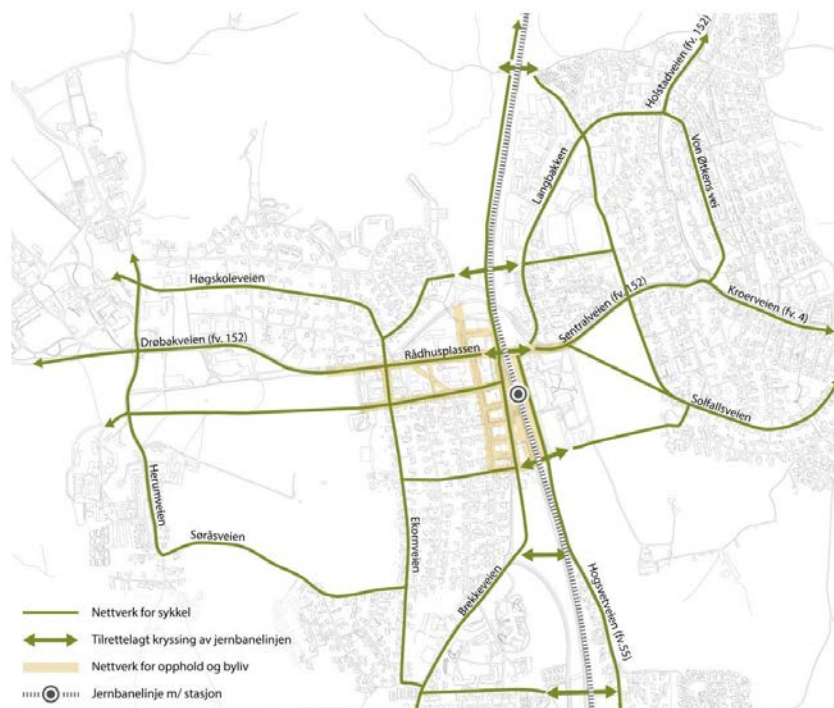 Holstadveien (fv. 152)
Langbakken
Von Øtkens vei
Høgskoleveien
Sentralveien (fv. 152)
Kroerveien (fv. 4)
Drøbakveien (fv. 152)
Rådhusplassen
Solfallsveien
Herumveien
Søråsveien
Ekornveien
Brekkeveien
Hogsvetveien (fv.55)
Nettverk for sykkel
Tilrettelagt kryssing av jernbanelinjen
Nettverk for opphold og byliv
Jernbanelinje m/ stasjon